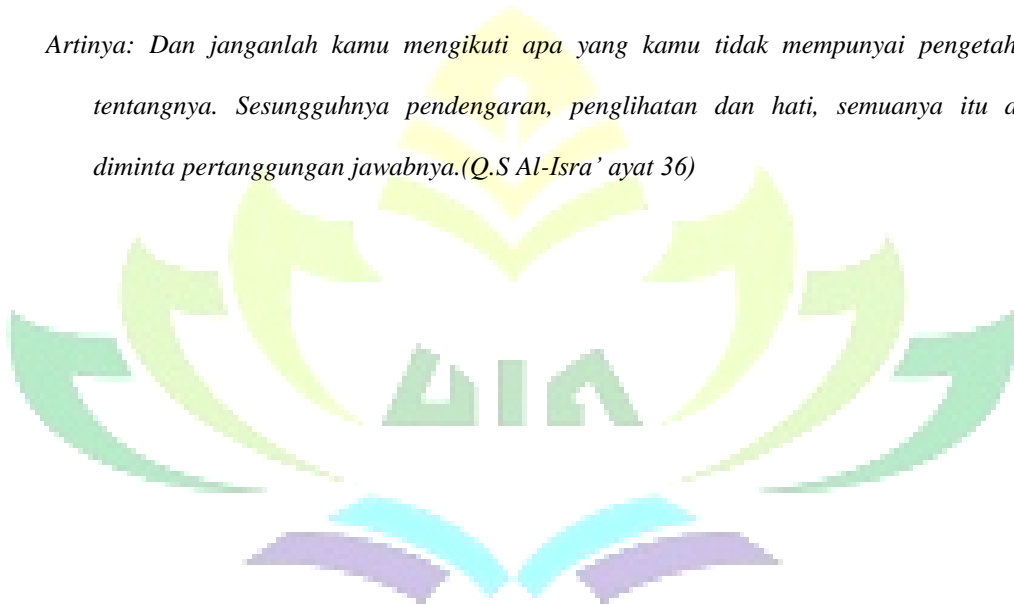 Artinya: Dan janganlah kamu mengikuti apa yang kamu tidak mempunyai
tentangnya. Sesungguhnya pendengaran, penglihatan dan hati, semuanya itu
diminta pertanggungan jawabnya.(Q.S Al-Isra’ ayat 36)
UIN